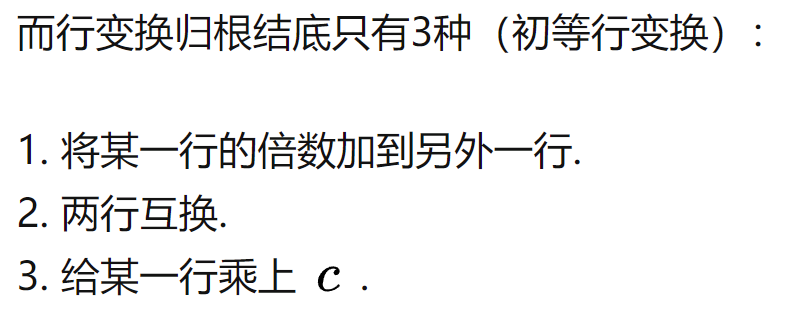 而行变换归根结底只有3种（初等行变换）:
1. 将某一行的倍数加到另外一行.
2. 两行互换.
3. 给某一行乘上 c .